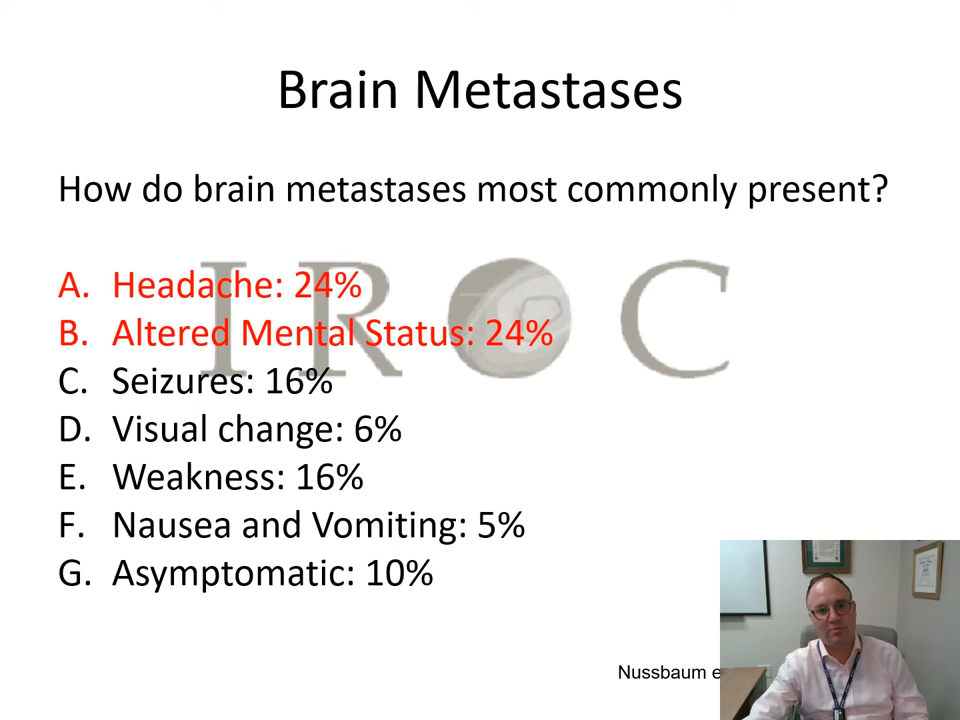 Brain Metastases
How do brain metastases most commonly present?
IROC
A. Headache: 24%
B. Altered Mental Status: 24%
C. Seizures: 16%
D. Visual change: 6%
E. Weakness: 16%
F. Nausea and Vomiting: 5%
G. Asymptomatic: 10%
Nussbaum